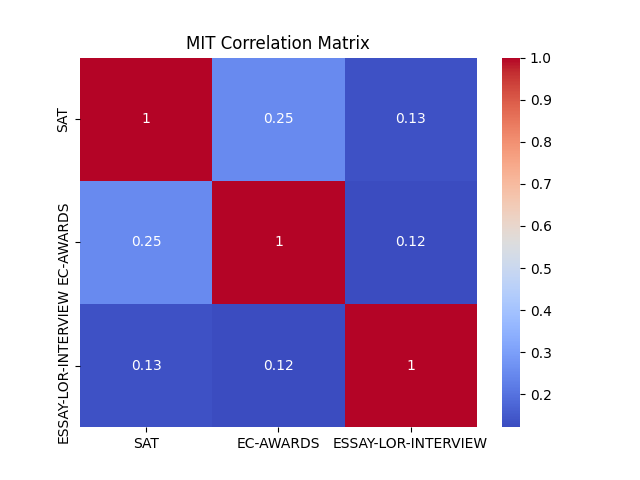 MIT Correlation Matrix
SAT
1
0.25
0.13
EC-AWARDS
0.25
1
0.12
ESSAY-LOR-INTERVIEW
0.13
0.12
1
SAT
EC-AWARDS
ESSAY-LOR-INTERVIEW
1.0
0.9
0.8
0.7
0.6
0.5
0.4
0.3
0.2